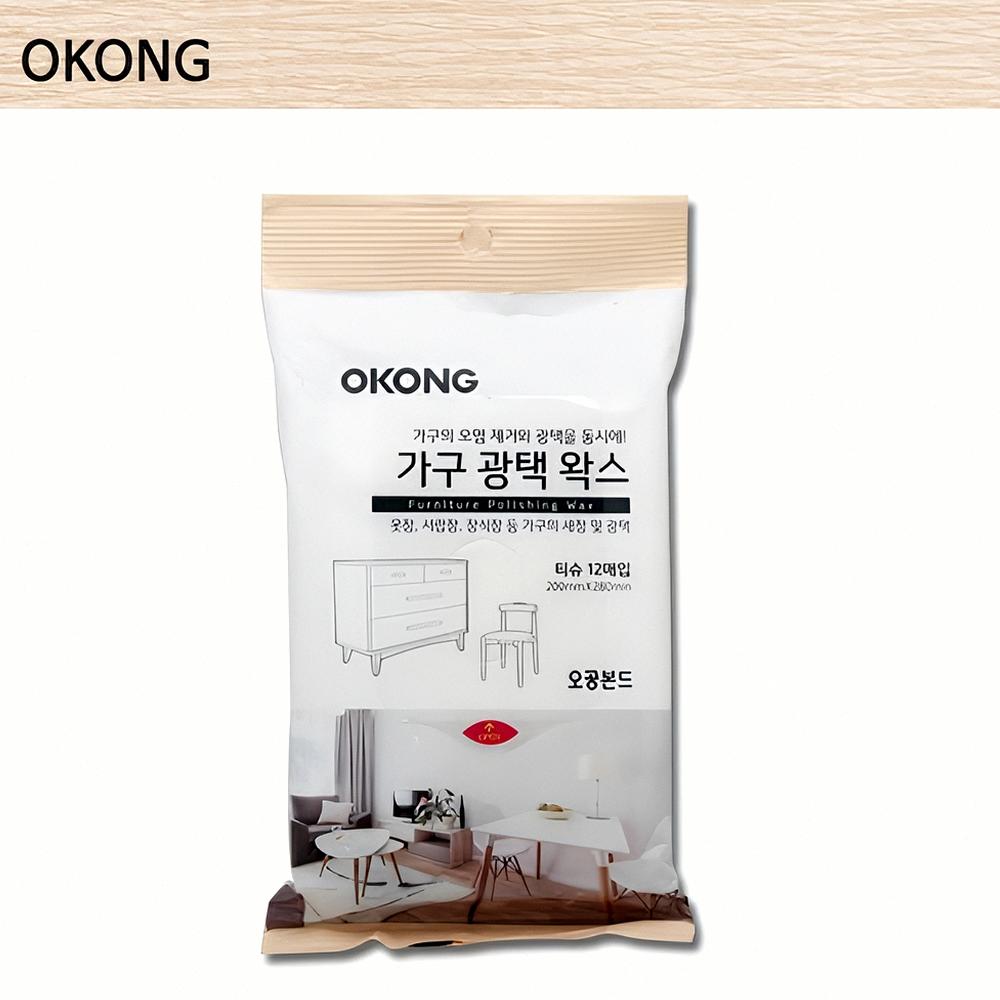 OKONG
OKONG
가구의 오염 제거와 광택을 동시에!
가구 광택 왁스
Furniture Polishing Wax
옷장, 서랍장, 장식장 등 가구의 세정 및 광택
티슈 12매입
200mm
오공본드
OPEN